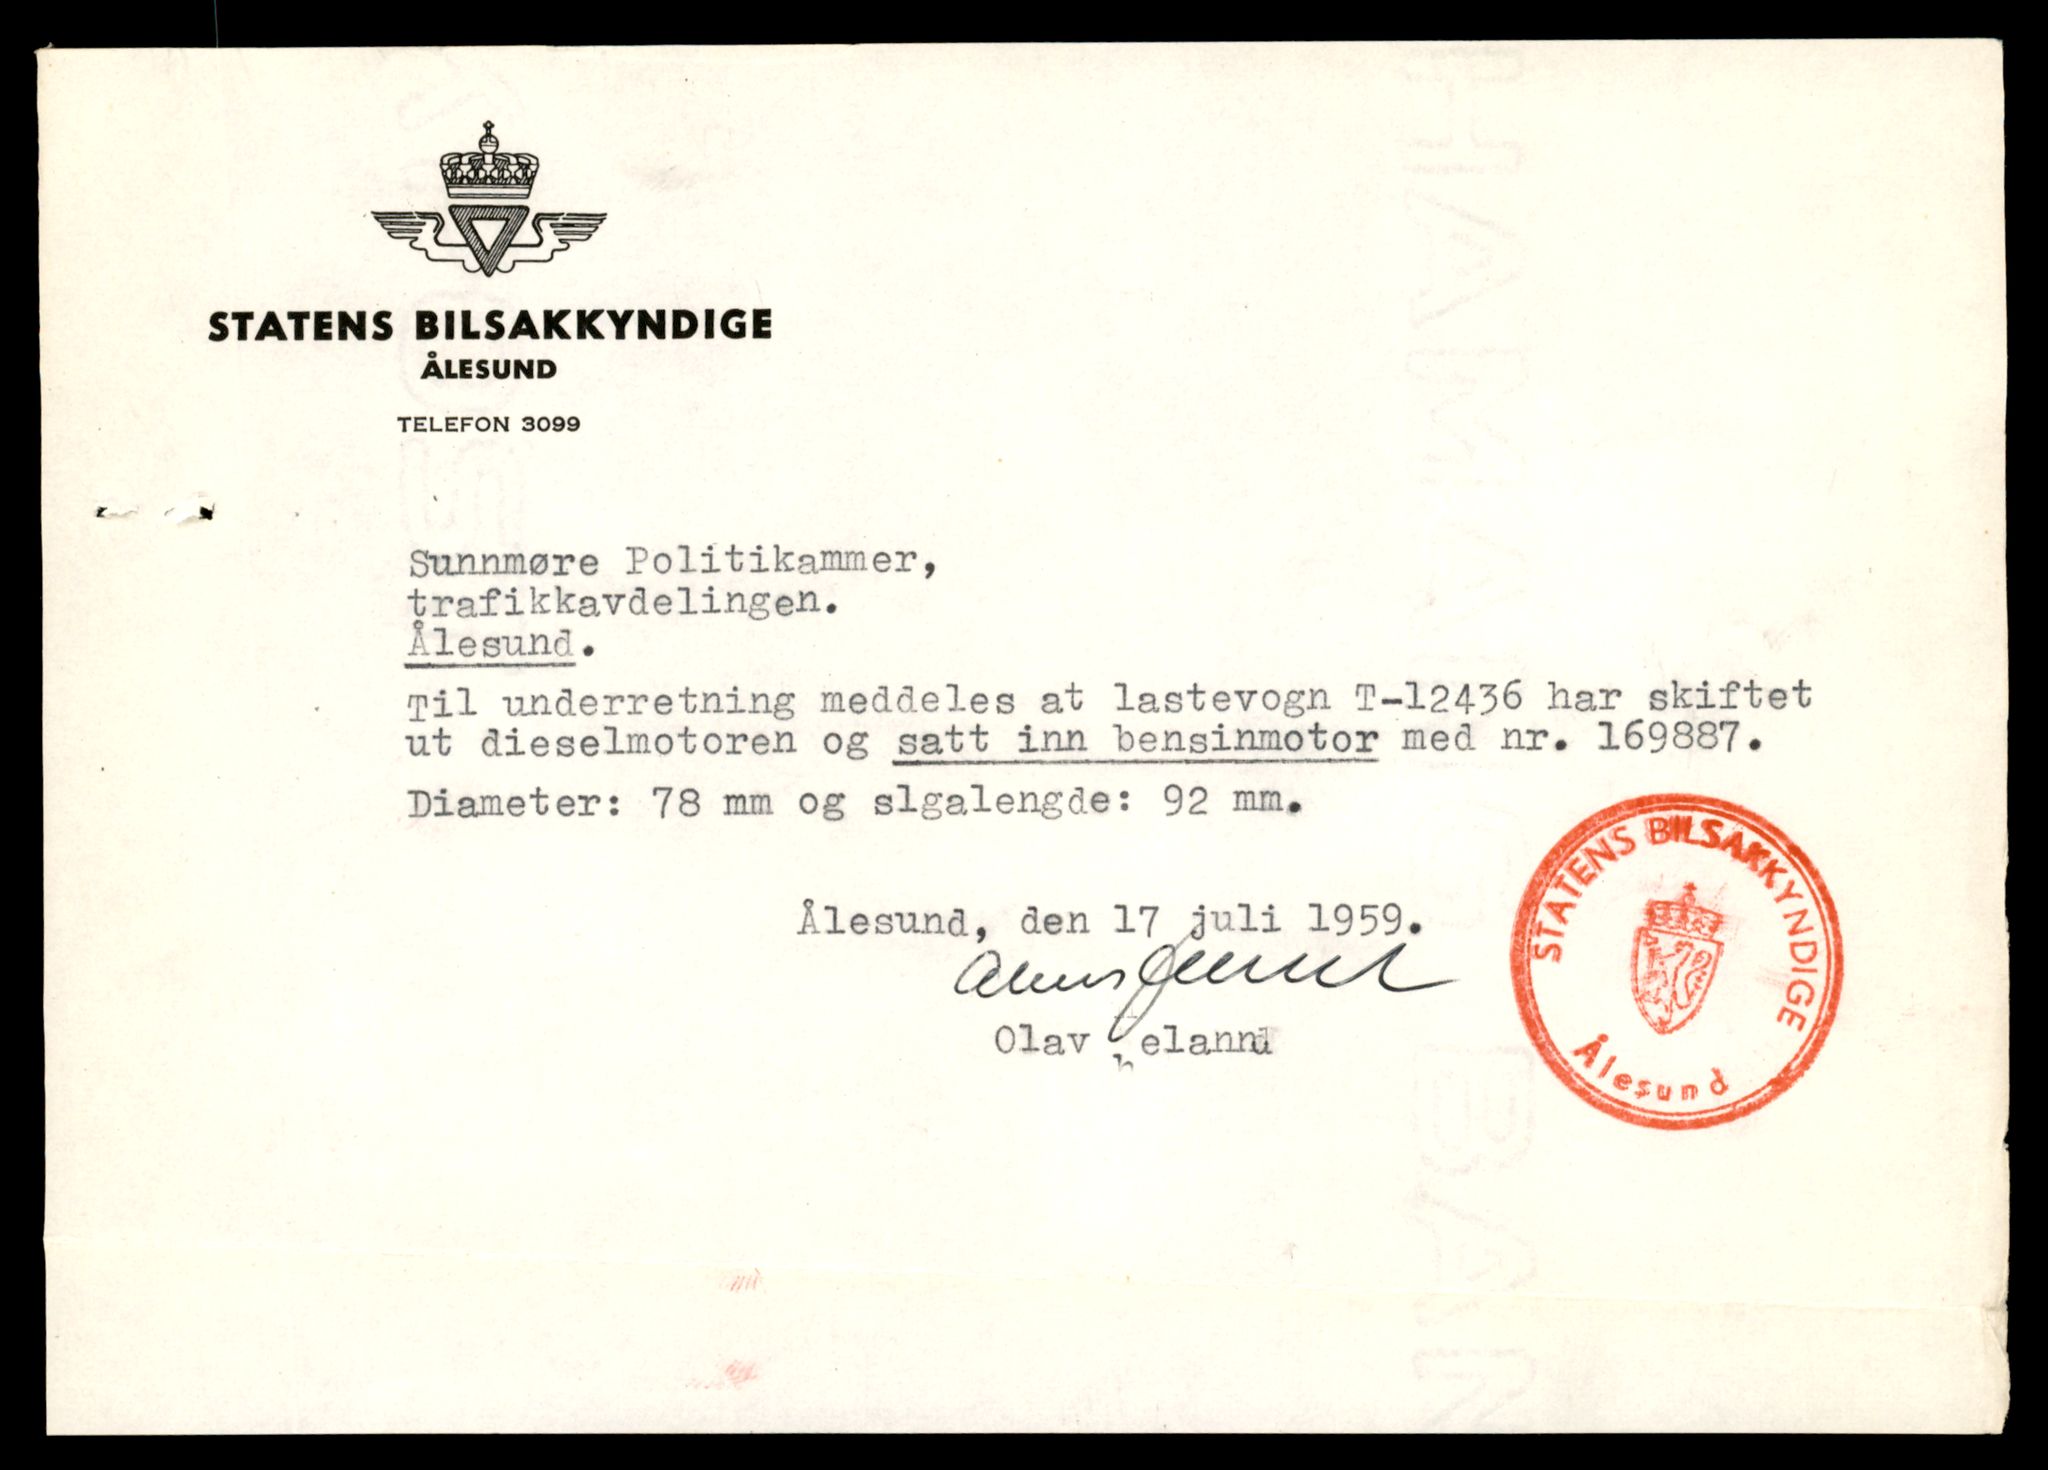 STATENS BILSAKKYNDIGE
ÅLESUND
TELEFON 3099
Sunnmøre Politikammer,
trafikkavdelingen.
Ålesund.
Til underretning meddeles at lastevogn T-12436 har skiftet
ut dieselmotoren og satt inn bensinmotor med nr. 169887.
Diameter: 78 mm og slgalengde: 92 mm.
Ålesund, den 17 juli 1959.
Olav
STATENS BILSAKKYNDIGE
Ålesund